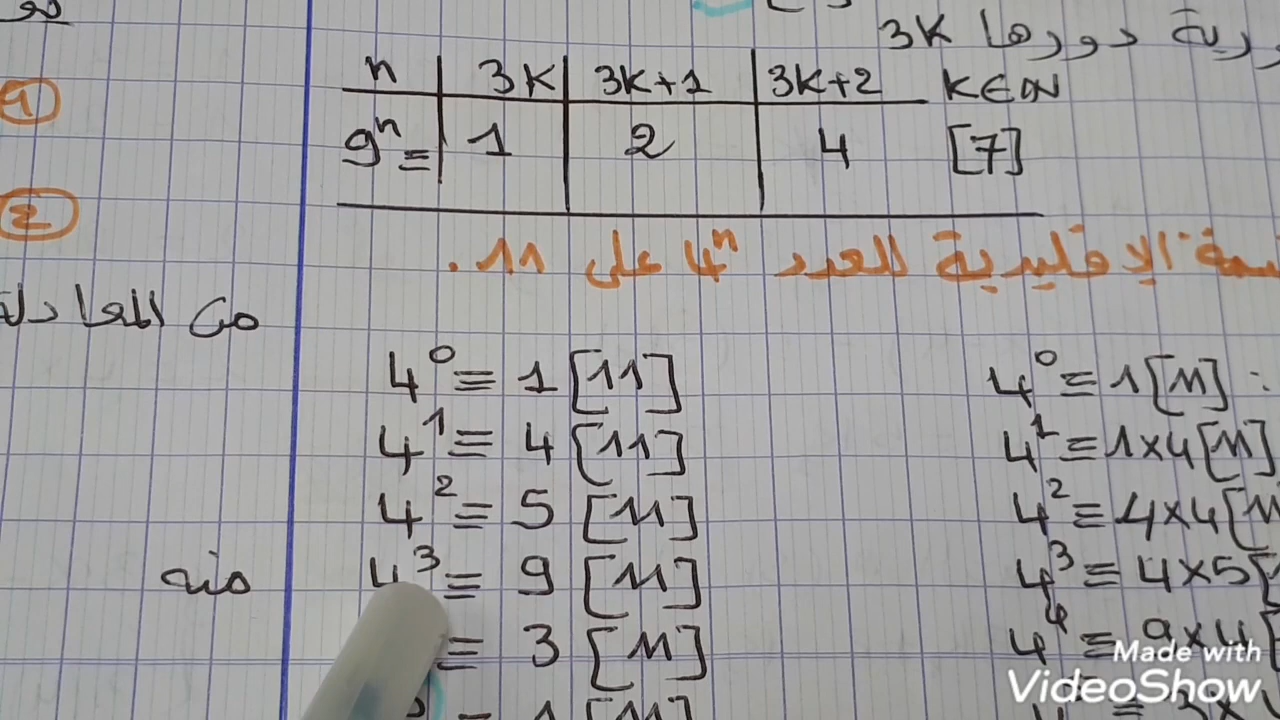 دورها 3K
n | 3K | 3K+1 | 3K+2 K∈ℕ
9ⁿ≡ | 1 | 2 | 4 [7]
الإقليدية للعدد 4ⁿ على 11.
من المعادلة
4⁰ ≡ 1 [11] 4⁰ ≡ 1 [11] :
4¹ ≡ 4 [11] 4¹ ≡ 1×4 [11]
4² ≡ 5 [11] 4² ≡ 4×4 [11
منه 4³ ≡ 9 [11] 4³ ≡ 4×5 [
≡ 3 [11] 4⁴ ≡ 9×4 [
Made with
VideoShow